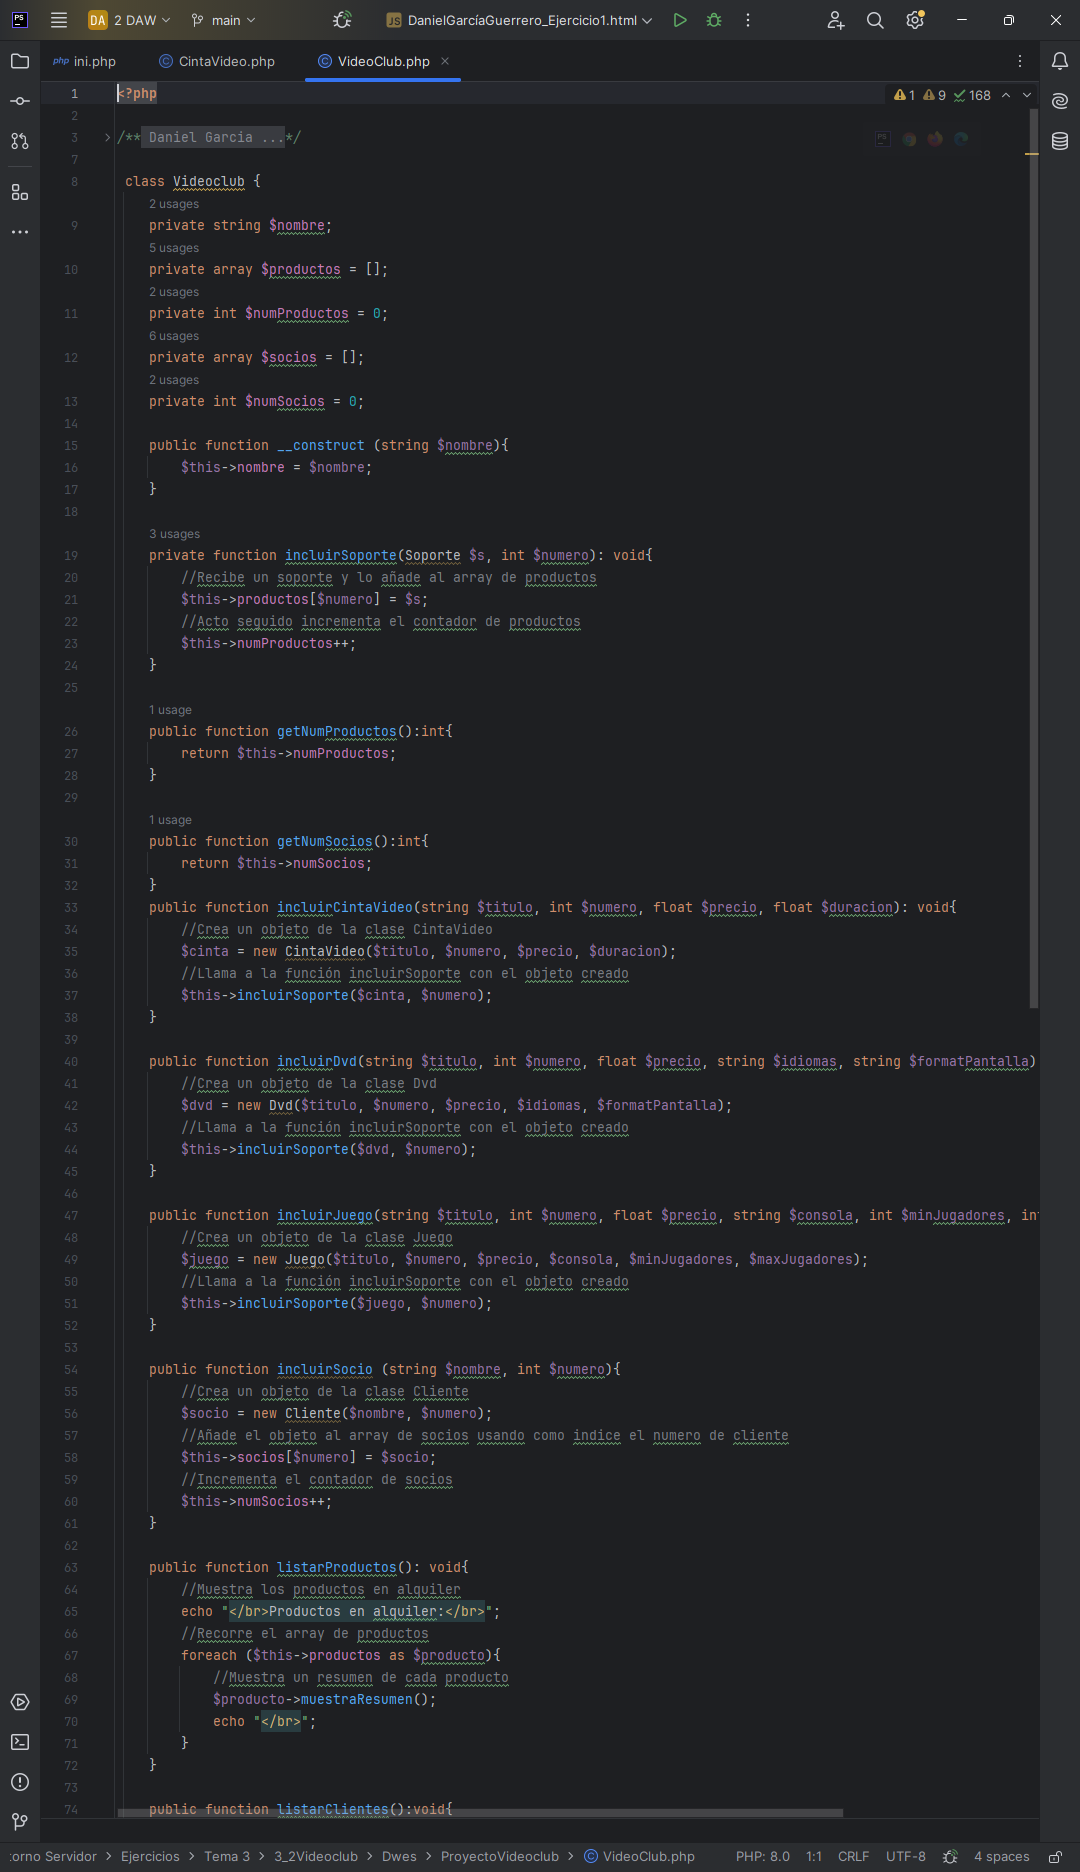 PS DA 2 DAW main JS DanielGarcíaGuerrero_Ejercicio1.html
php ini.php CintaVideo.php VideoClub.php
1 <?php 1 9 168
2
3 /** Daniel Garcia ...*/
7
8 class Videoclub {
2 usages
9 private string $nombre;
5 usages
10 private array $productos = [];
2 usages
11 private int $numProductos = 0;
6 usages
12 private array $socios = [];
2 usages
13 private int $numSocios = 0;
14
15 public function __construct (string $nombre){
16 $this->nombre = $nombre;
17 }
18
3 usages
19 private function incluirSoporte(Soporte $s, int $numero): void{
20 //Recibe un soporte y lo añade al array de productos
21 $this->productos[$numero] = $s;
22 //Acto seguido incrementa el contador de productos
23 $this->numProductos++;
24 }
25
1 usage
26 public function getNumProductos():int{
27 return $this->numProductos;
28 }
29
1 usage
30 public function getNumSocios():int{
31 return $this->numSocios;
32 }
33 public function incluirCintaVideo(string $titulo, int $numero, float $precio, float $duracion): void{
34 //Crea un objeto de la clase CintaVideo
35 $cinta = new CintaVideo($titulo, $numero, $precio, $duracion);
36 //Llama a la función incluirSoporte con el objeto creado
37 $this->incluirSoporte($cinta, $numero);
38 }
39
40 public function incluirDvd(string $titulo, int $numero, float $precio, string $idiomas, string $formatPantalla)
41 //Crea un objeto de la clase Dvd
42 $dvd = new Dvd($titulo, $numero, $precio, $idiomas, $formatPantalla);
43 //Llama a la función incluirSoporte con el objeto creado
44 $this->incluirSoporte($dvd, $numero);
45 }
46
47 public function incluirJuego(string $titulo, int $numero, float $precio, string $consola, int $minJugadores, int
48 //Crea un objeto de la clase Juego
49 $juego = new Juego($titulo, $numero, $precio, $consola, $minJugadores, $maxJugadores);
50 //Llama a la función incluirSoporte con el objeto creado
51 $this->incluirSoporte($juego, $numero);
52 }
53
54 public function incluirSocio (string $nombre, int $numero){
55 //Crea un objeto de la clase Cliente
56 $socio = new Cliente($nombre, $numero);
57 //Añade el objeto al array de socios usando como indice el numero de cliente
58 $this->socios[$numero] = $socio;
59 //Incrementa el contador de socios
60 $this->numSocios++;
61 }
62
63 public function listarProductos(): void{
64 //Muestra los productos en alquiler
65 echo "</br>Productos en alquiler:</br>";
66 //Recorre el array de productos
67 foreach ($this->productos as $producto){
68 //Muestra un resumen de cada producto
69 $producto->muestraResumen();
70 echo "</br>";
71 }
72 }
73
74 public function listarClientes():void{
:orno Servidor > Ejercicios > Tema 3 > 3_2Videoclub > Dwes > ProyectoVideoclub > VideoClub.php PHP: 8.0 1:1 CRLF UTF-8 4 spaces